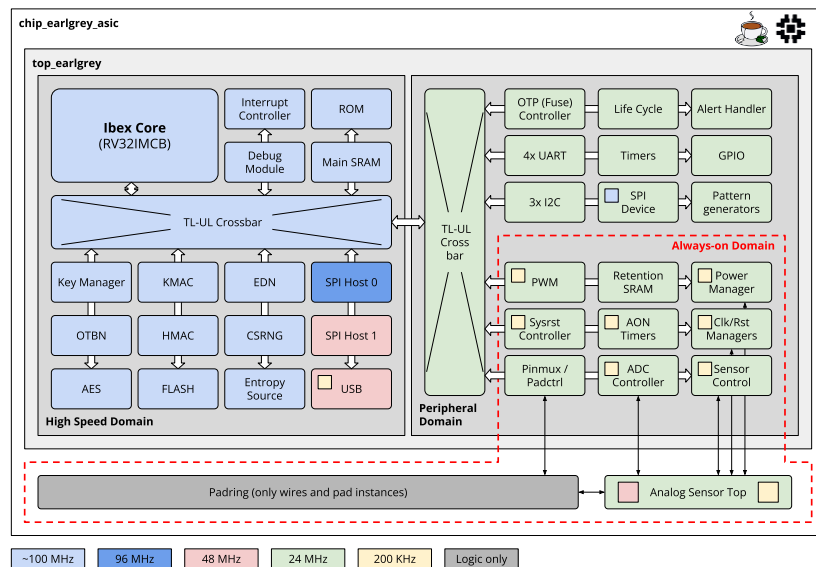 chip_earlgrey_asic
top_earlgrey
Ibex Core
(RV32IMCB)
Interrupt
Controller
ROM
Debug
Module
Main SRAM
TL-UL Crossbar
Key Manager
KMAC
EDN
SPI Host 0
OTBN
HMAC
CSRNG
SPI Host 1
AES
FLASH
Entropy
Source
USB
High Speed Domain
TL-UL
Cross
bar
OTP (Fuse)
Controller
Life Cycle
Alert Handler
4x UART
Timers
GPIO
3x I2C
SPI
Device
Pattern
generators
Always-on Domain
PWM
Retention
SRAM
Power
Manager
Sysrst
Controller
AON
Timers
Clk/Rst
Managers
Pinmux /
Padctrl
ADC
Controller
Sensor
Control
Peripheral
Domain
Padring (only wires and pad instances)
Analog Sensor Top
~100 MHz
96 MHz
48 MHz
24 MHz
200 KHz
Logic only